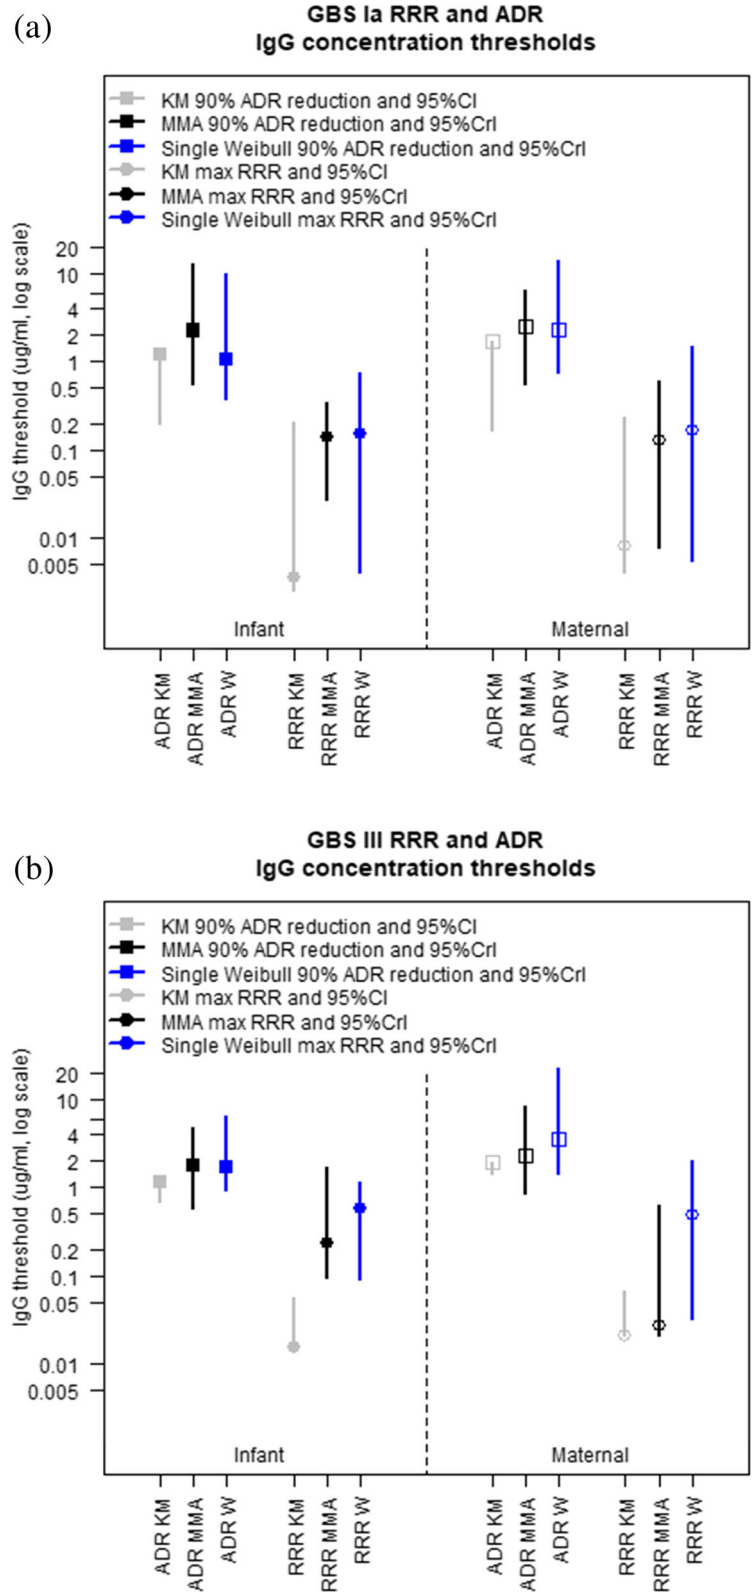 (a)
GBS Ia RRR and ADR
IgG concentration thresholds
KM 90% ADR reduction and 95%CI
MMA 90% ADR reduction and 95%CrI
Single Weibull 90% ADR reduction and 95%CrI
KM max RRR and 95%CI
MMA max RRR and 95%CrI
Single Weibull max RRR and 95%CrI
IgG threshold (ug/ml, log scale)
20
10
4
2
1
0.5
0.2
0.1
0.05
0.01
0.005
Infant
Maternal
ADR KM
ADR MMA
ADR W
RRR KM
RRR MMA
RRR W
ADR KM
ADR MMA
ADR W
RRR KM
RRR MMA
RRR W
(b)
GBS III RRR and ADR
IgG concentration thresholds
KM 90% ADR reduction and 95%CI
MMA 90% ADR reduction and 95%CrI
Single Weibull 90% ADR reduction and 95%CrI
KM max RRR and 95%CI
MMA max RRR and 95%CrI
Single Weibull max RRR and 95%CrI
IgG threshold (ug/ml, log scale)
20
10
4
2
1
0.5
0.2
0.1
0.05
0.01
0.005
Infant
Maternal
ADR KM
ADR MMA
ADR W
RRR KM
RRR MMA
RRR W
ADR KM
ADR MMA
ADR W
RRR KM
RRR MMA
RRR W